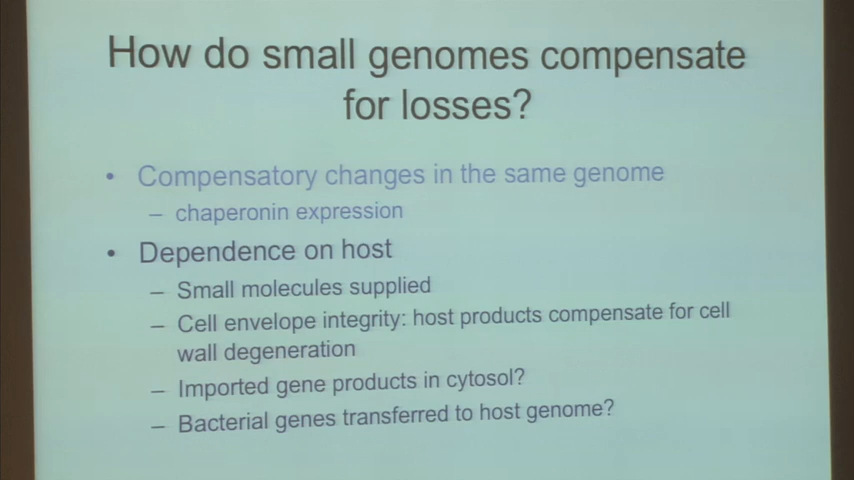 How do small genomes compensate
for losses?
• Compensatory changes in the same genome
– chaperonin expression
• Dependence on host
– Small molecules supplied
– Cell envelope integrity: host products compensate for cell
wall degeneration
– Imported gene products in cytosol?
– Bacterial genes transferred to host genome?